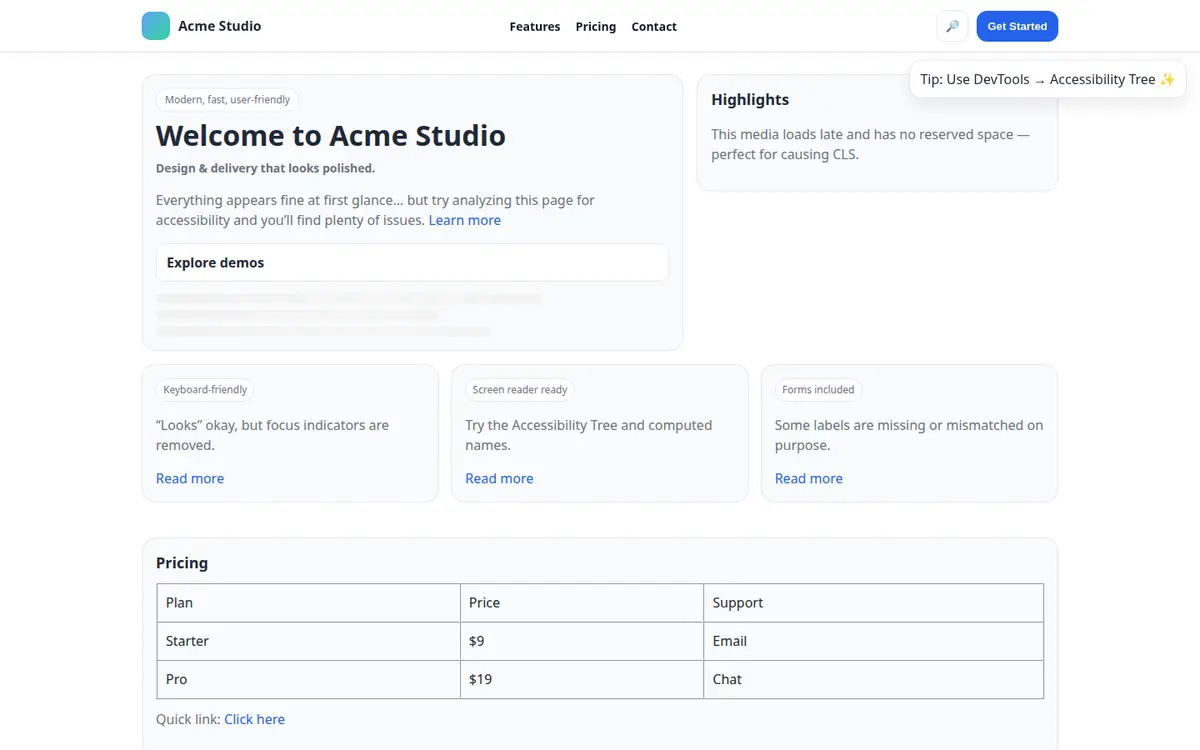 Acme Studio
Features Pricing Contact
🔎
Get Started
Tip: Use DevTools → Accessibility Tree ✨
Modern, fast, user-friendly
Welcome to Acme Studio
Design & delivery that looks polished.
Everything appears fine at first glance… but try analyzing this page for
accessibility and you’ll find plenty of issues. Learn more
Explore demos
Highlights
This media loads late and has no reserved space —
perfect for causing CLS.
Keyboard-friendly
“Looks” okay, but focus indicators are
removed.
Read more
Screen reader ready
Try the Accessibility Tree and computed
names.
Read more
Forms included
Some labels are missing or mismatched on
purpose.
Read more
Pricing
Plan Price Support
Starter $9 Email
Pro $19 Chat
Quick link: Click here